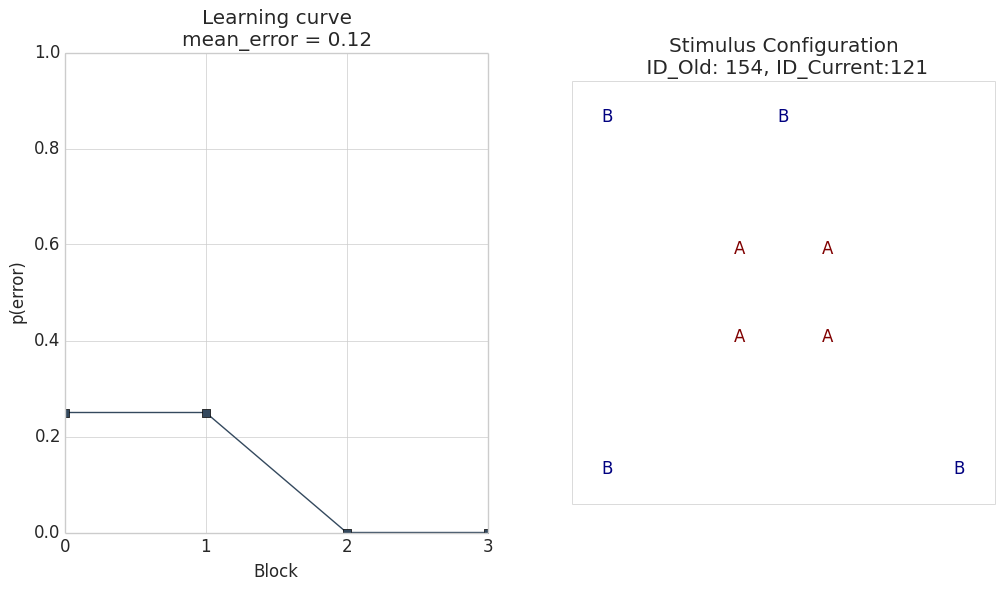 Learning curve
mean_error = 0.12
1.0
0.8
0.6
0.4
0.2
0.0
p(error)
0 1 2 3
Block
Stimulus Configuration
ID_Old: 154, ID_Current:121
B B
A A
A A
B B